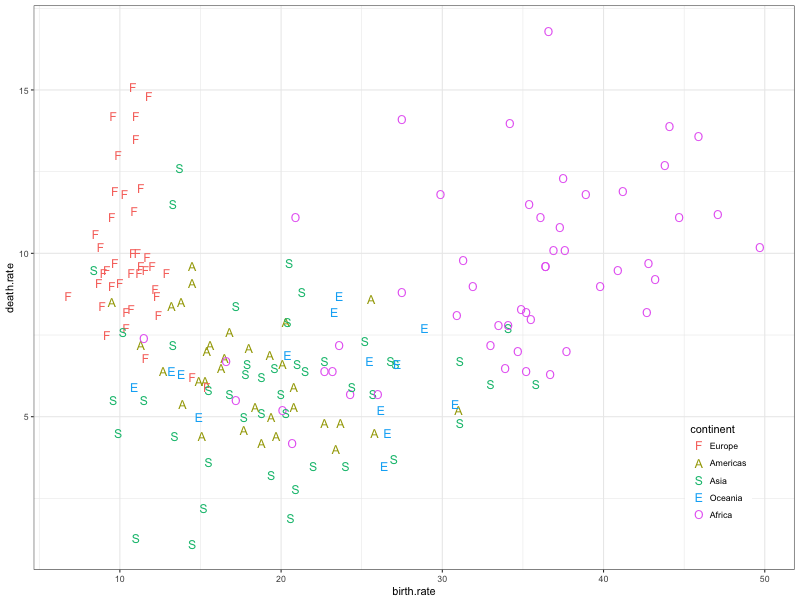 15
10
5
death.rate
10
20
30
40
50
birth.rate
continent
F Europe
A Americas
S Asia
E Oceania
O Africa